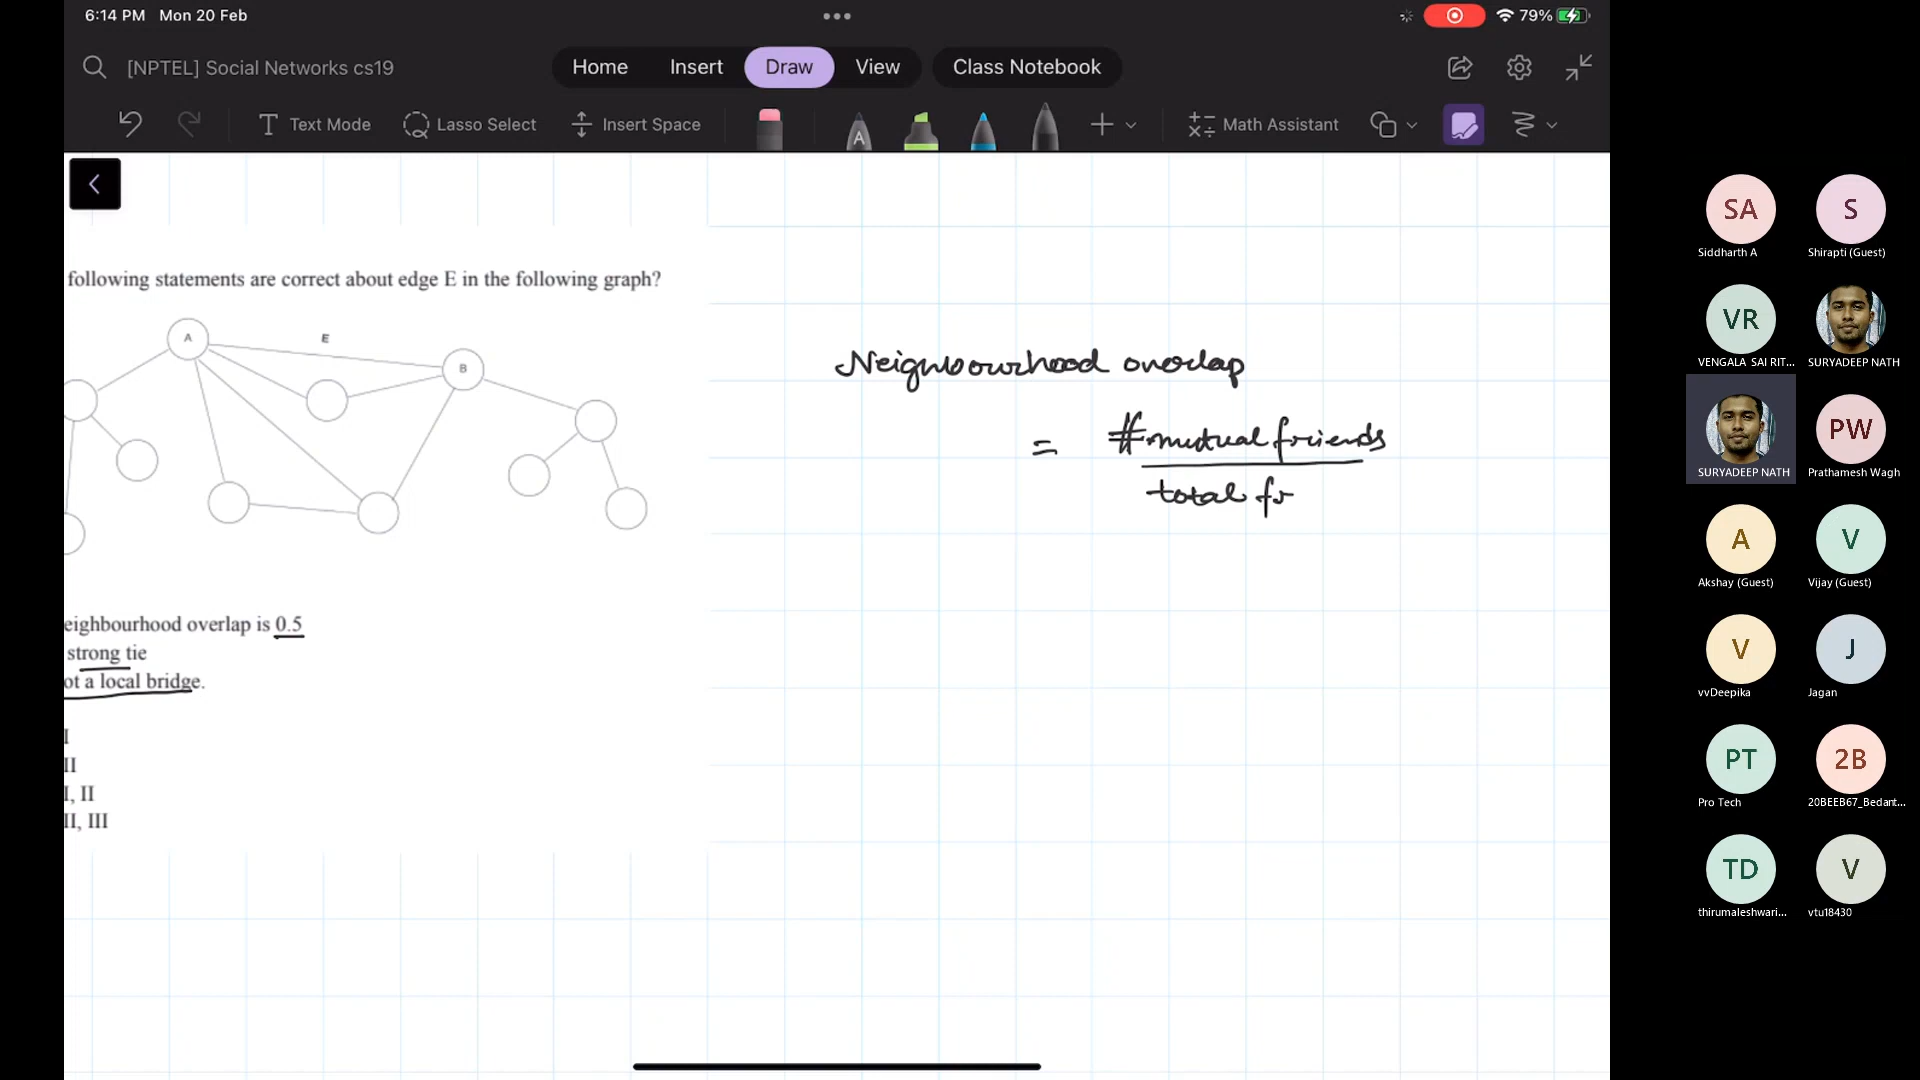 6:14 PM Mon 20 Feb
79%
[NPTEL] Social Networks cs19
Home Insert Draw View Class Notebook
Text Mode Lasso Select Insert Space A Math Assistant
following statements are correct about edge E in the following graph?
A
E
B
eighbourhood overlap is 0.5
strong tie
ot a local bridge.
I
II
I, II
II, III
Neighbourhood overlap
= #mutual friends
total fr
SA S
Siddharth A Shirapti (Guest)
VR
VENGALA SAI RIT... SURYADEEP NATH
PW
SURYADEEP NATH Prathamesh Wagh
A V
Akshay (Guest) Vijay (Guest)
V J
vvDeepika Jagan
PT 2B
Pro Tech 20BEEB67_Bedant...
TD V
thirumaleshwari... vtu18430